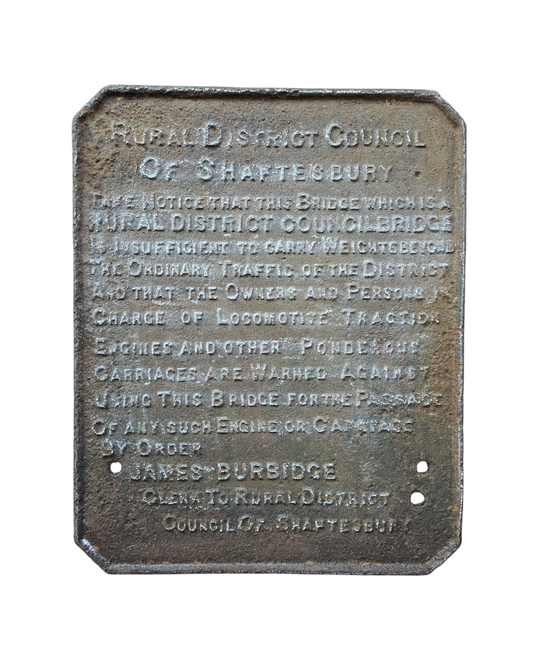 RURAL DISTRICT COUNCIL
OF SHAFTESBURY
TAKE NOTICE THAT THIS BRIDGE WHICH IS A
RURAL DISTRICT COUNCIL BRIDGE
IS INSUFFICIENT TO CARRY WEIGHTS BEYOND
THE ORDINARY TRAFFIC OF THE DISTRICT
AND THAT THE OWNERS AND PERSONS IN
CHARGE OF LOCOMOTIVE TRACTION
ENGINES AND OTHER PONDEROUS
CARRIAGES ARE WARNED AGAINST
USING THIS BRIDGE FOR THE PASSAGE
OF ANY SUCH ENGINE OR CARRIAGE
BY ORDER
JAMES BURBIDGE
CLERK TO RURAL DISTRICT
COUNCIL OF SHAFTESBURY